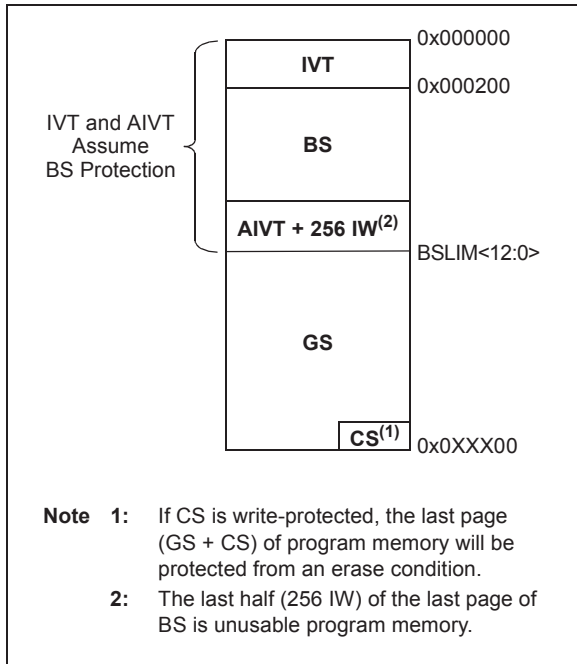 0x000000
IVT
0x000200
IVT and AIVT
Assume
BS Protection
BS
AIVT + 256 IW(2)
BSLIM<12:0>
GS
CS(1)
0x0XXX00
Note 1: If CS is write-protected, the last page
(GS + CS) of program memory will be
protected from an erase condition.
2: The last half (256 IW) of the last page of
BS is unusable program memory.